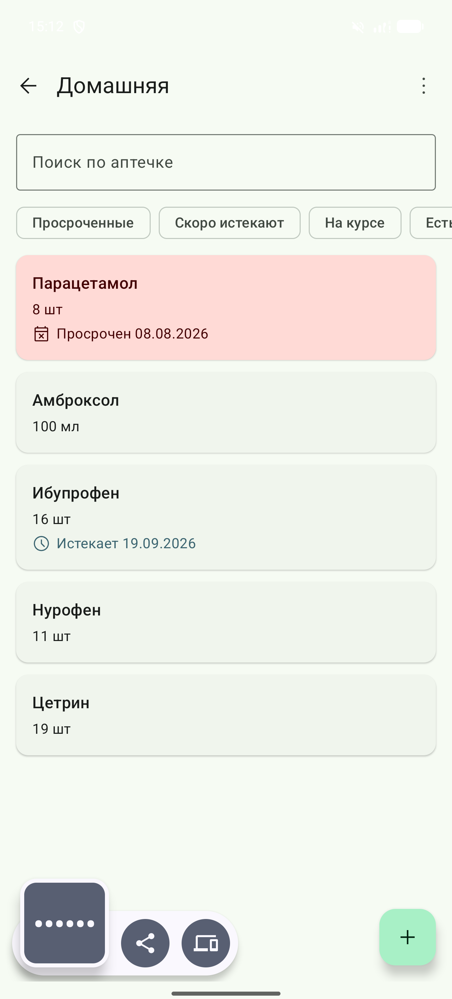 15:12
Домашняя
Поиск по аптечке
Просроченные
Скоро истекают
На курсе
Есть
Парацетамол
8 шт
Просрочен 08.08.2026
Амброксол
100 мл
Ибупрофен
16 шт
Истекает 19.09.2026
Нурофен
11 шт
Цетрин
19 шт